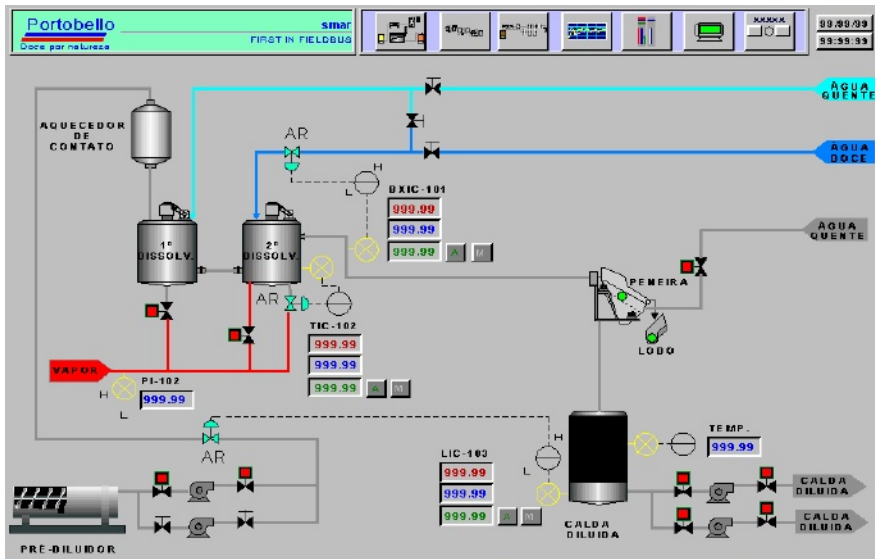 Portobello
Doce por natureza
smar
FIRST IN FIELDBUS
99/99/99
99:99:99
XXXXX
AGUA
QUENTE
AQUECEDOR
DE
CONTATO
AR
AGUA
DOCE
H
L
BXIC-101
999.99
999.99
999.99 A M
AGUA
QUENTE
1º
DISSOLV.
2º
DISSOLV.
PENEIRA
AR
TIC-102
999.99
999.99
999.99 A M
LOBO
VAPOR
PI-102
999.99
H
L
AR
LIC-103
999.99
999.99
999.99 A M
H
L
TEMP.
999.99
CALDA
DILUIDA
CALDA
DILUIDA
CALDA
DILUIDA
PRÉ-DILUIDOR